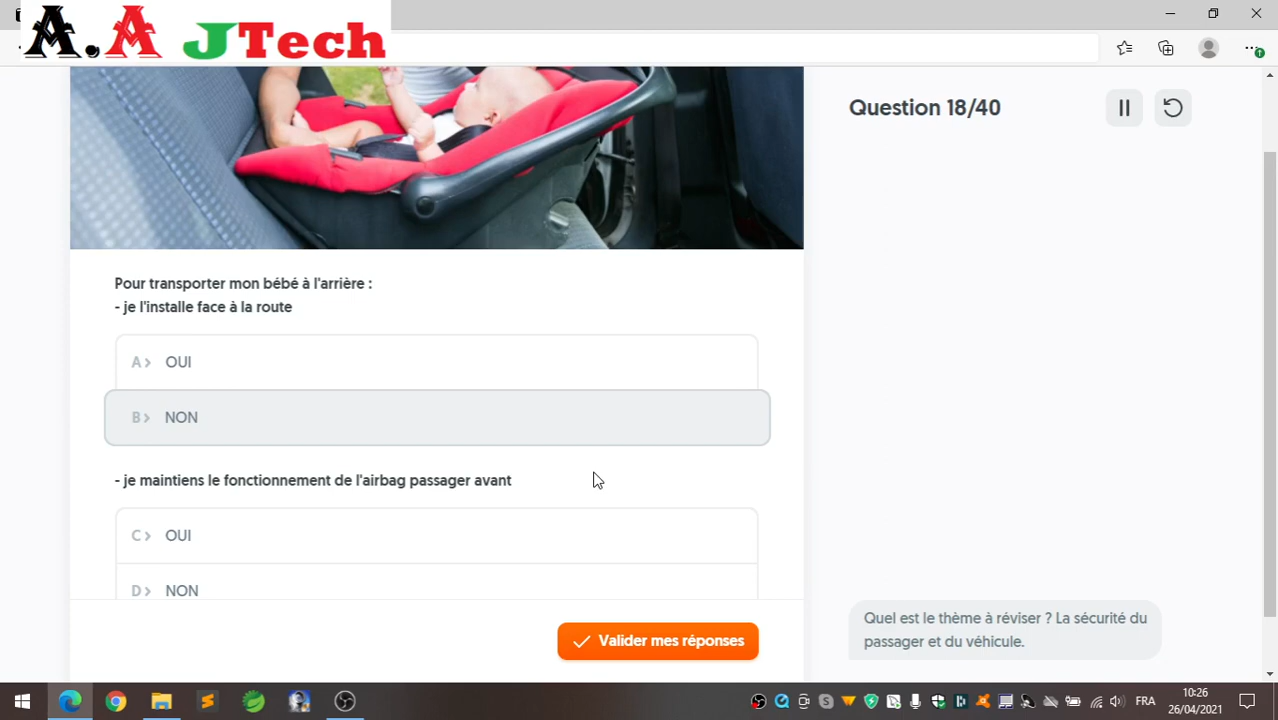 A.A JTech
Question 18/40
Pour transporter mon bébé à l'arrière :
- je l'installe face à la route
A OUI
B NON
- je maintiens le fonctionnement de l'airbag passager avant
C OUI
D NON
Valider mes réponses
Quel est le thème à réviser ? La sécurité du
passager et du véhicule.
FRA
10:26
26/04/2021